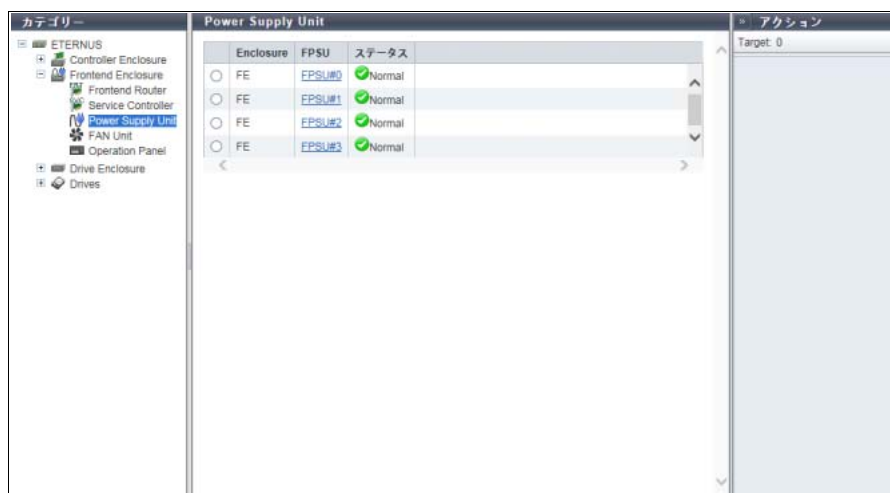 カテゴリー
ETERNUS
Controller Enclosure
Frontend Enclosure
Frontend Router
Service Controller
Power Supply Unit
FAN Unit
Operation Panel
Drive Enclosure
Drives
Power Supply Unit
Enclosure FPSU ステータス
FE FPSU#0 Normal
FE FPSU#1 Normal
FE FPSU#2 Normal
FE FPSU#3 Normal
» アクション
Target: 0